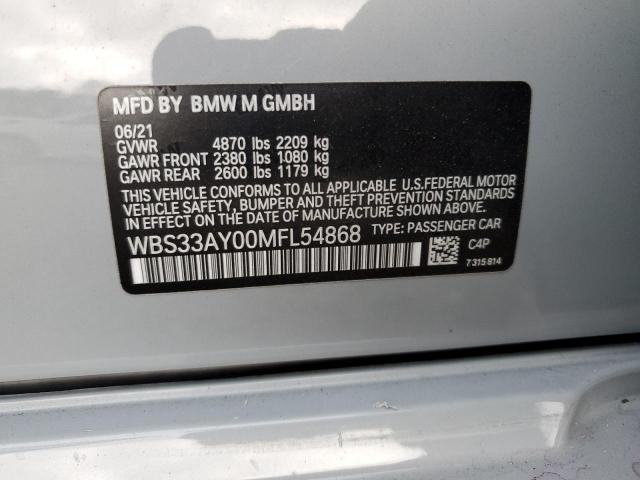 MFD BY BMW M GMBH
06/21
GVWR 4870 lbs 2209 kg
GAWR FRONT 2380 lbs 1080 kg
GAWR REAR 2600 lbs 1179 kg
THIS VEHICLE CONFORMS TO ALL APPLICABLE U.S.FEDERAL MOTOR
VEHICLE SAFETY, BUMPER AND THEFT PREVENTION STANDARDS
IN EFFECT ON THE DATE OF MANUFACTURE SHOWN ABOVE.
WBS33AY00MFL54868 TYPE: PASSENGER CAR
C4P
7315814